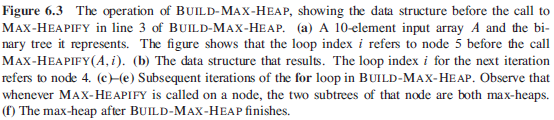 Figure 6.3 The operation of BUILD-MAX-HEAP, showing the data structure before the call to
MAX-HEAPIFY in line 3 of BUILD-MAX-HEAP. (a) A 10-element input array A and the bi-
nary tree it represents. The figure shows that the loop index i refers to node 5 before the call
MAX-HEAPIFY(A, i). (b) The data structure that results. The loop index i for the next iteration
refers to node 4. (c)–(e) Subsequent iterations of the for loop in BUILD-MAX-HEAP. Observe that
whenever MAX-HEAPIFY is called on a node, the two subtrees of that node are both max-heaps.
(f) The max-heap after BUILD-MAX-HEAP finishes.